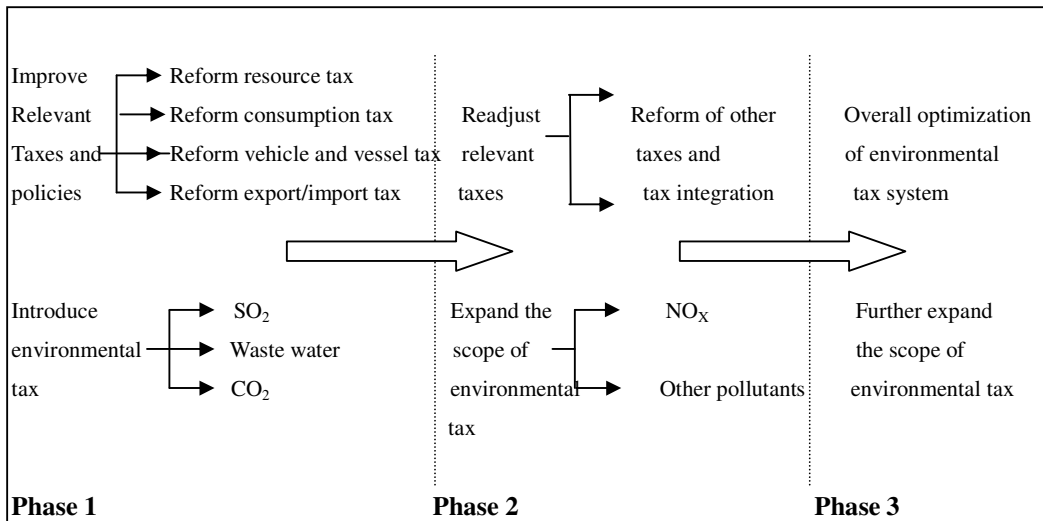 Improve
Relevant
Taxes and
policies
Reform resource tax
Reform consumption tax
Reform vehicle and vessel tax
Reform export/import tax
Introduce
environmental
tax
SO₂
Waste water
CO₂
Phase 1
Readjust
relevant
taxes
Reform of other
taxes and
tax integration
Expand the
scope of
environmental
tax
NOₓ
Other pollutants
Phase 2
Overall optimization
of environmental
tax system
Further expand
the scope of
environmental tax
Phase 3